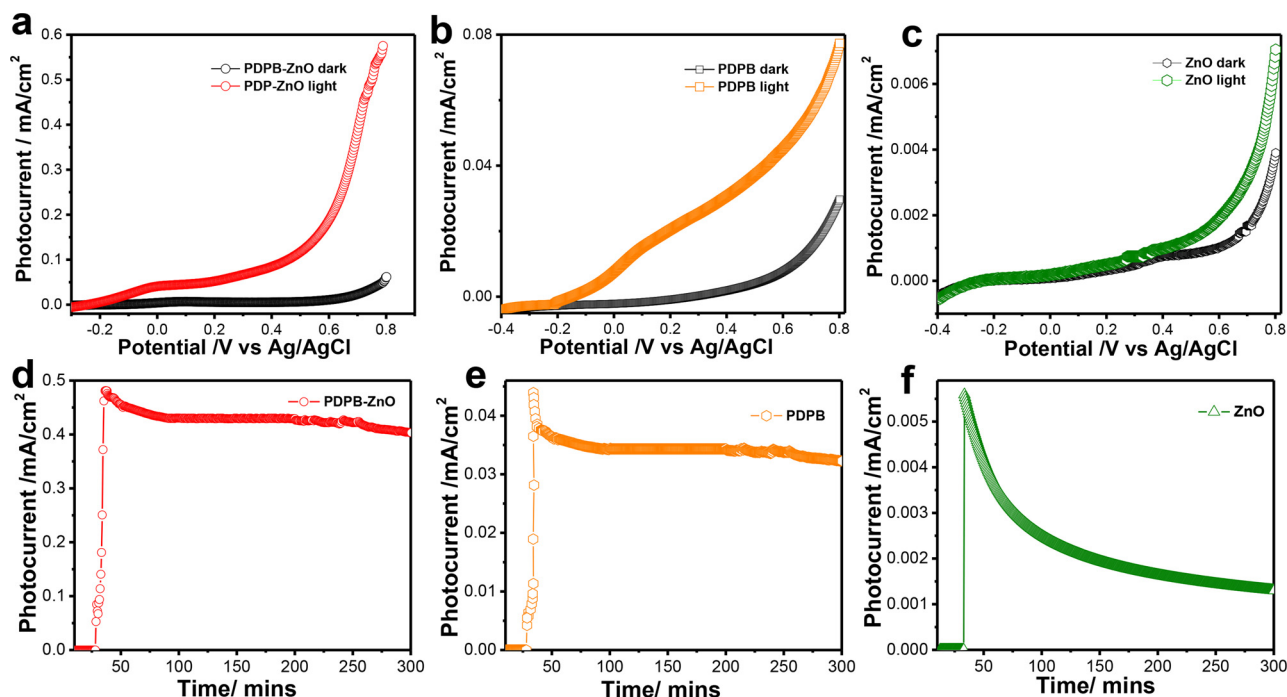 a
Photocurrent / mA/cm²
0.6
0.5
0.4
0.3
0.2
0.1
0.0
PDPB-ZnO dark
PDP-ZnO light
-0.2 0.0 0.2 0.4 0.6 0.8
Potential /V vs Ag/AgCl
b
Photocurrent /mA/cm²
0.08
0.04
0.00
PDPB dark
PDPB light
-0.4 -0.2 0.0 0.2 0.4 0.6 0.8
Potential /V vs Ag/AgCl
c
Photocurrent /mA/cm²
0.006
0.004
0.002
0.000
ZnO dark
ZnO light
-0.4 -0.2 0.0 0.2 0.4 0.6 0.8
Potential /V vs Ag/AgCl
d
Photocurrent /mA/cm²
0.5
0.4
0.3
0.2
0.1
0.0
PDPB-ZnO
50 100 150 200 250 300
Time/ mins
e
Photocurrent /mA/cm²
0.04
0.03
0.02
0.01
0.00
PDPB
50 100 150 200 250 300
Time/ mins
f
Photocurrent /mA/cm²
0.005
0.004
0.003
0.002
0.001
0.000
ZnO
50 100 150 200 250 300
Time/ mins